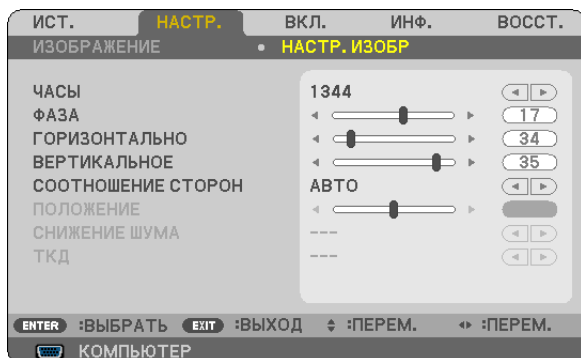 ИСТ. НАСТР. ВКЛ. ИНФ. ВОССТ.
ИЗОБРАЖЕНИЕ • НАСТР. ИЗОБР
ЧАСЫ 1344
ФАЗА 17
ГОРИЗОНТАЛЬНО 34
ВЕРТИКАЛЬНОЕ 35
СООТНОШЕНИЕ СТОРОН АВТО
ПОЛОЖЕНИЕ
СНИЖЕНИЕ ШУМА ---
ТКД ---
ENTER :ВЫБРАТЬ EXIT :ВЫХОД :ПЕРЕМ. :ПЕРЕМ.
КОМПЬЮТЕР